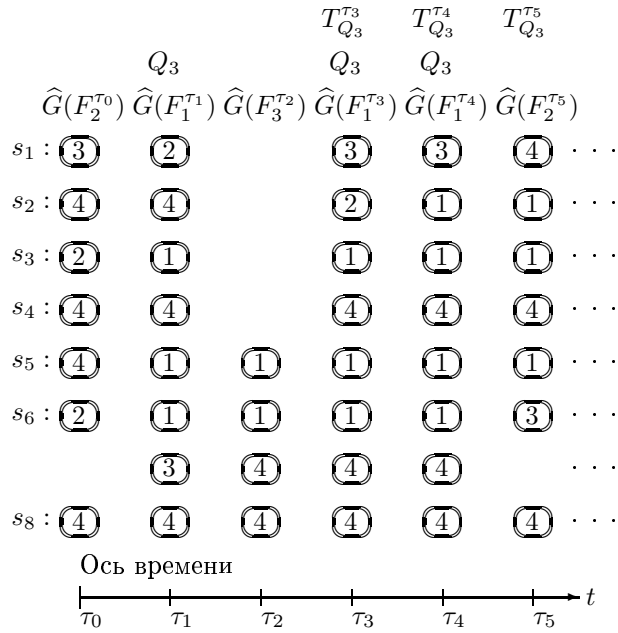 T_{Q_3}^{τ_3} T_{Q_3}^{τ_4} T_{Q_3}^{τ_5}
Q_3 Q_3 Q_3
Ĝ(F_2^{τ_0}) Ĝ(F_1^{τ_1}) Ĝ(F_3^{τ_2}) Ĝ(F_1^{τ_3}) Ĝ(F_1^{τ_4}) Ĝ(F_2^{τ_5})
s_1 : 3 2 3 3 4 · · ·
s_2 : 4 4 2 1 1 · · ·
s_3 : 2 1 1 1 1 · · ·
s_4 : 4 4 4 4 4 · · ·
s_5 : 4 1 1 1 1 1 · · ·
s_6 : 2 1 1 1 1 3 · · ·
3 4 4 4 · · ·
s_8 : 4 4 4 4 4 4 · · ·
Ось времени
t
τ_0 τ_1 τ_2 τ_3 τ_4 τ_5